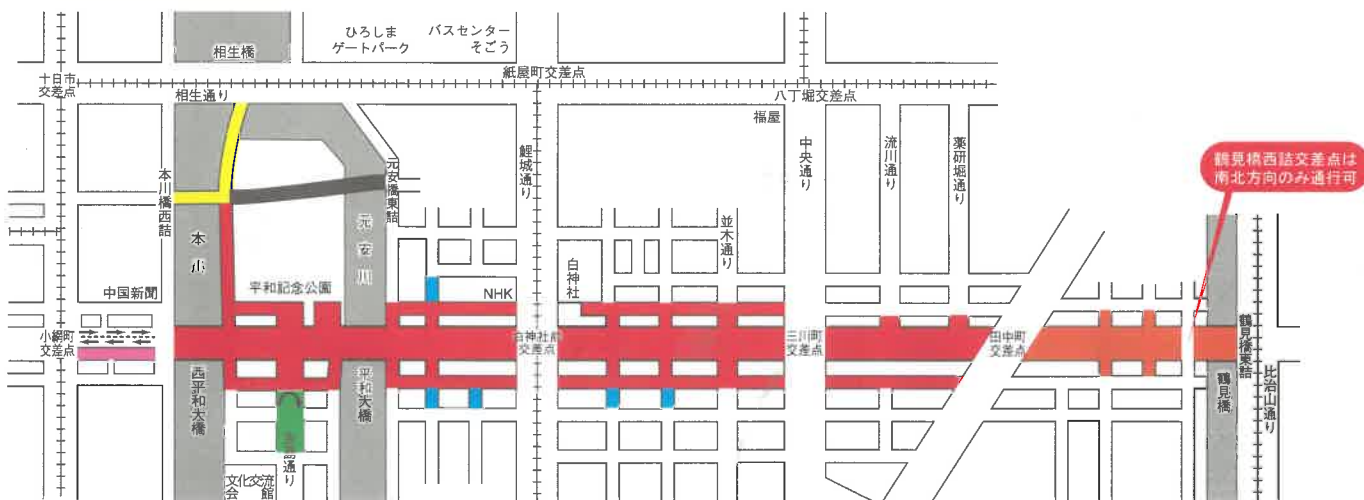 相生橋
ひろしま
ゲートパーク
バスセンター
そごう
十日市
交差点
紙屋町交差点
相生通り
八丁堀交差点
福屋
本川橋西詰
元安橋東詰
鯉城通り
中央通り
流川通り
薬研堀通り
鶴見橋西詰交差点は
南北方向のみ通行可
本川
元安川
並木通り
白神社
中国新聞
平和記念公園
NHK
小網町
交差点
白神社前
交差点
三川町
交差点
田中町
交差点
鶴見橋東詰
西平和大橋
平和大橋
鶴見橋
比治山通り
通り
文化交流
会館